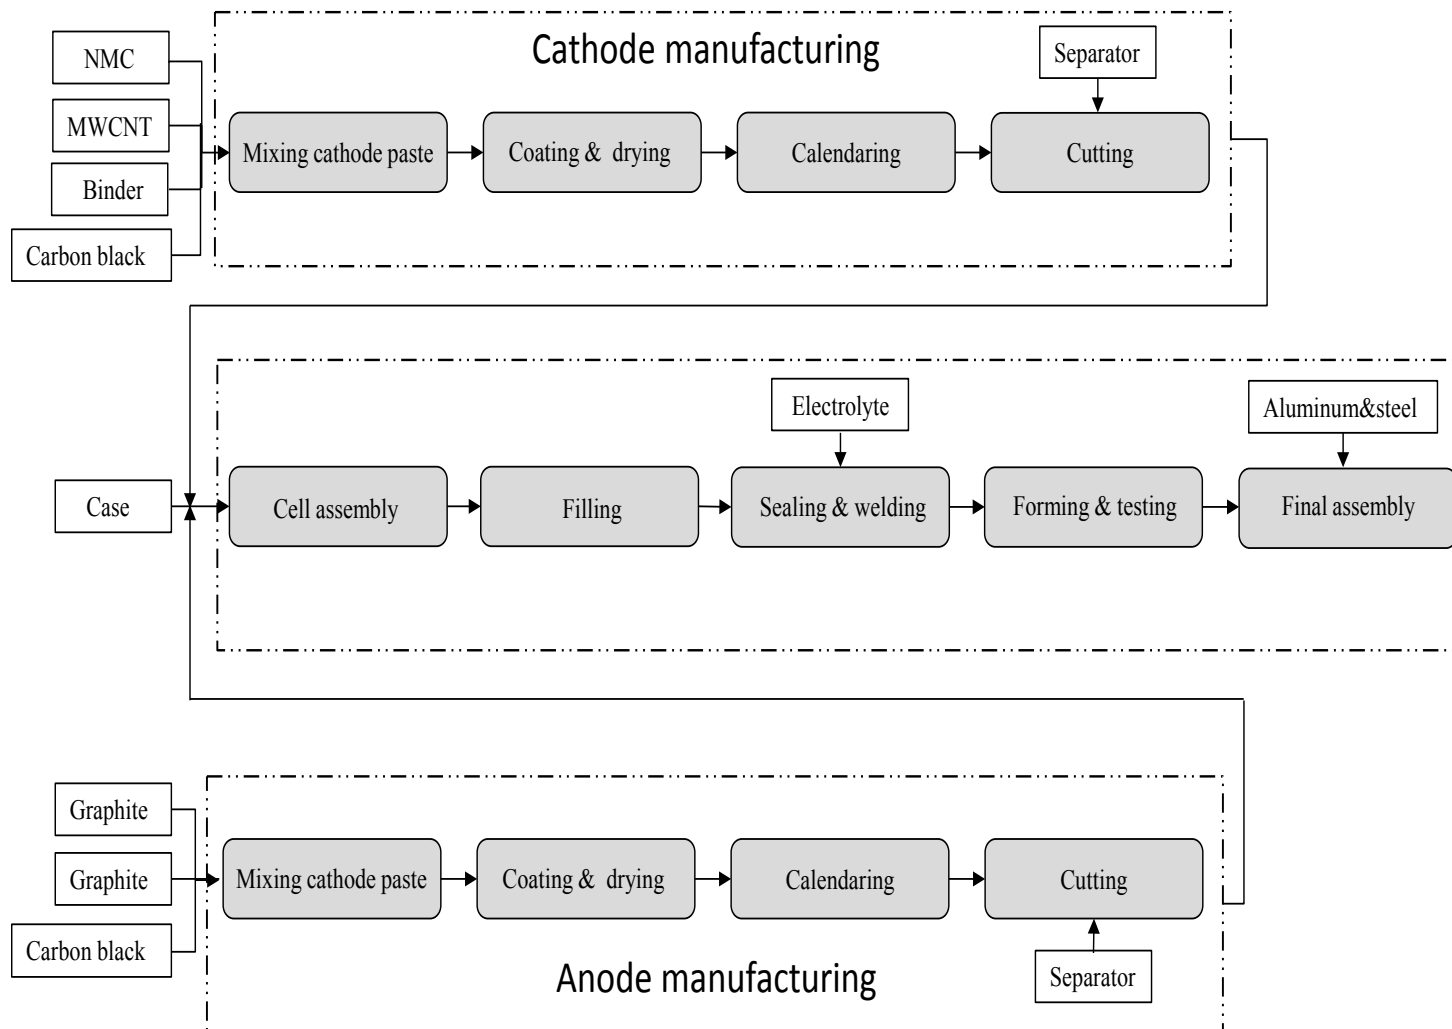 Cathode manufacturing
NMC
MWCNT
Binder
Carbon black
Separator
Mixing cathode paste
Coating & drying
Calendaring
Cutting
Electrolyte
Aluminum&steel
Case
Cell assembly
Filling
Sealing & welding
Forming & testing
Final assembly
Graphite
Graphite
Carbon black
Mixing cathode paste
Coating & drying
Calendaring
Cutting
Separator
Anode manufacturing